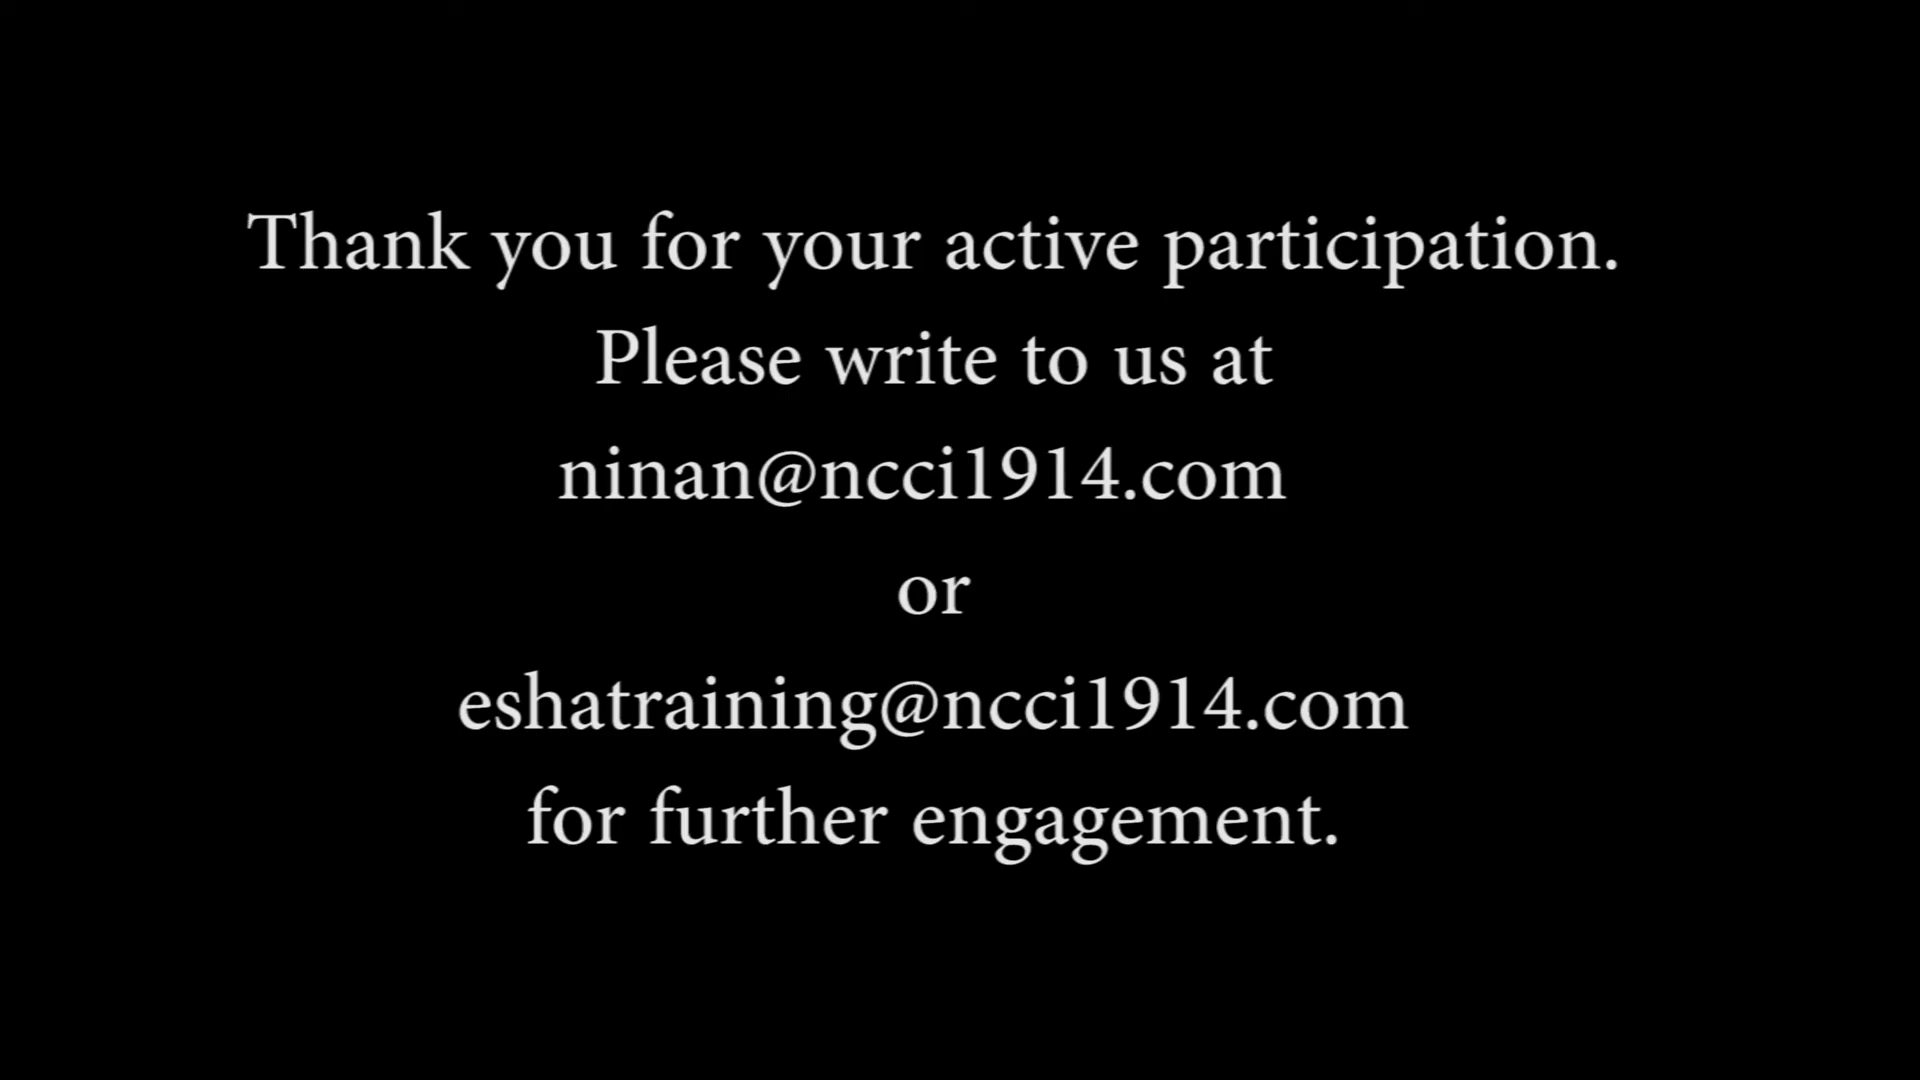 Thank you for your active participation.
Please write to us at
ninan@ncci1914.com
or
eshatraining@ncci1914.com
for further engagement.